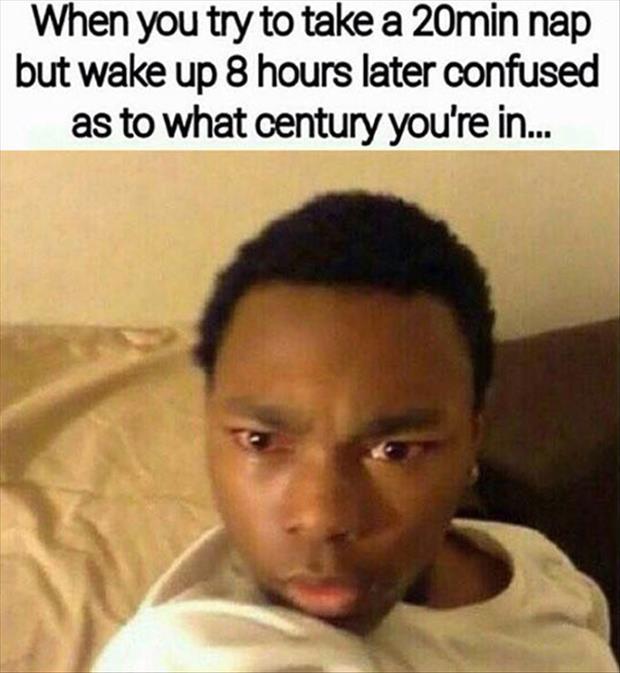 When you try to take a 20min nap
but wake up 8 hours later confused
as to what century you're in...